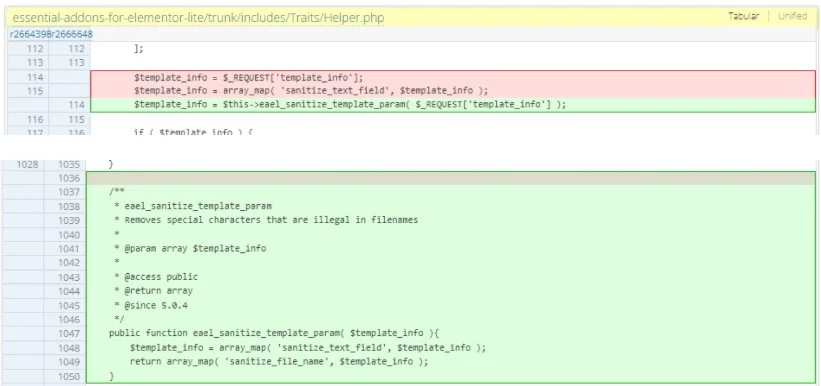 essential-addons-for-elementor-lite/trunk/includes/Traits/Helper.php
Tabular | Unified
r2664398 r2666648
112 112 ];
113 113
114 $template_info = $_REQUEST['template_info'];
115 $template_info = array_map( 'sanitize_text_field', $template_info );
114 $template_info = $this->eael_sanitize_template_param( $_REQUEST['template_info'] );
116 115
117 116 if ( $template_info ) {
1028 1035 }
1036
1037 /**
1038 * eael_sanitize_template_param
1039 * Removes special characters that are illegal in filenames
1040 *
1041 * @param array $template_info
1042 *
1043 * @access public
1044 * @return array
1045 * @since 5.0.4
1046 */
1047 public function eael_sanitize_template_param( $template_info ){
1048 $template_info = array_map( 'sanitize_text_field', $template_info );
1049 return array_map( 'sanitize_file_name', $template_info );
1050 }